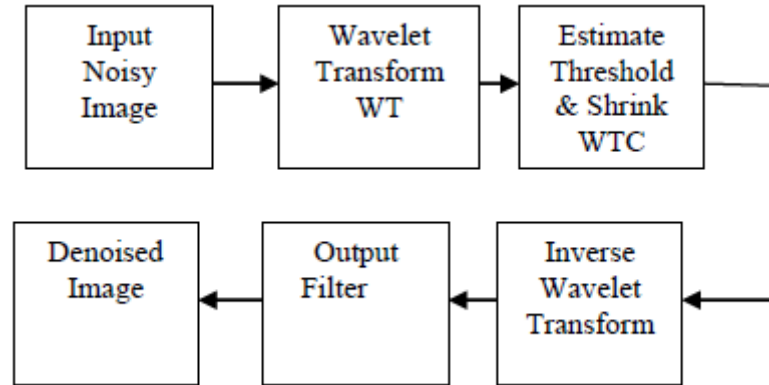 Input
Noisy
Image
Wavelet
Transform
WT
Estimate
Threshold
& Shrink
WTC
Inverse
Wavelet
Transform
Output
Filter
Denoised
Image